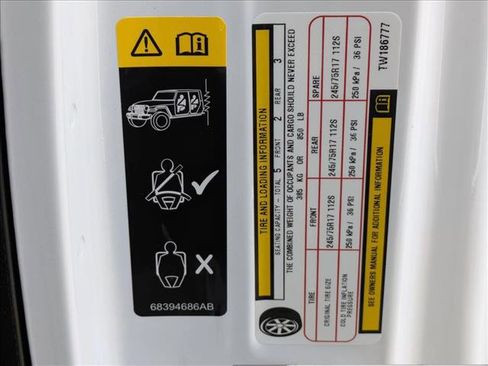 68394686AB
TIRE AND LOADING INFORMATION
SEATING CAPACITY - TOTAL 5 FRONT 2 REAR 3
THE COMBINED WEIGHT OF OCCUPANTS AND CARGO SHOULD NEVER EXCEED
385 KG OR 850 LB
TIRE FRONT REAR SPARE
ORIGINAL TIRE SIZE 245/75R17 112S 245/75R17 112S 245/75R17 112S
COLD TIRE INFLATION PRESSURE 250 kPa / 36 PSI 250 kPa / 36 PSI 250 kPa / 36 PSI
SEE OWNERS MANUAL FOR ADDITIONAL INFORMATION
TW186777